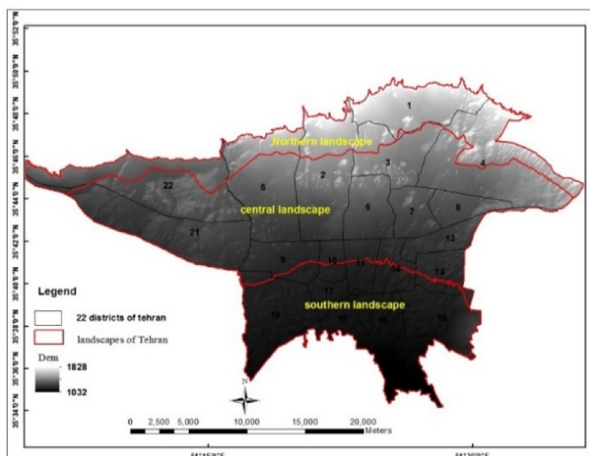 1
Northern landscape
2
3
4
22
5
central landscape
6
7
8
21
13
9
10
11
12
14
17
southern landscape
18
16
Legend
22 districts of tehran
landscapes of Tehran
Dem
1828
1032
N
0 2,500 5,000 10,000 15,000 20,000
Meters